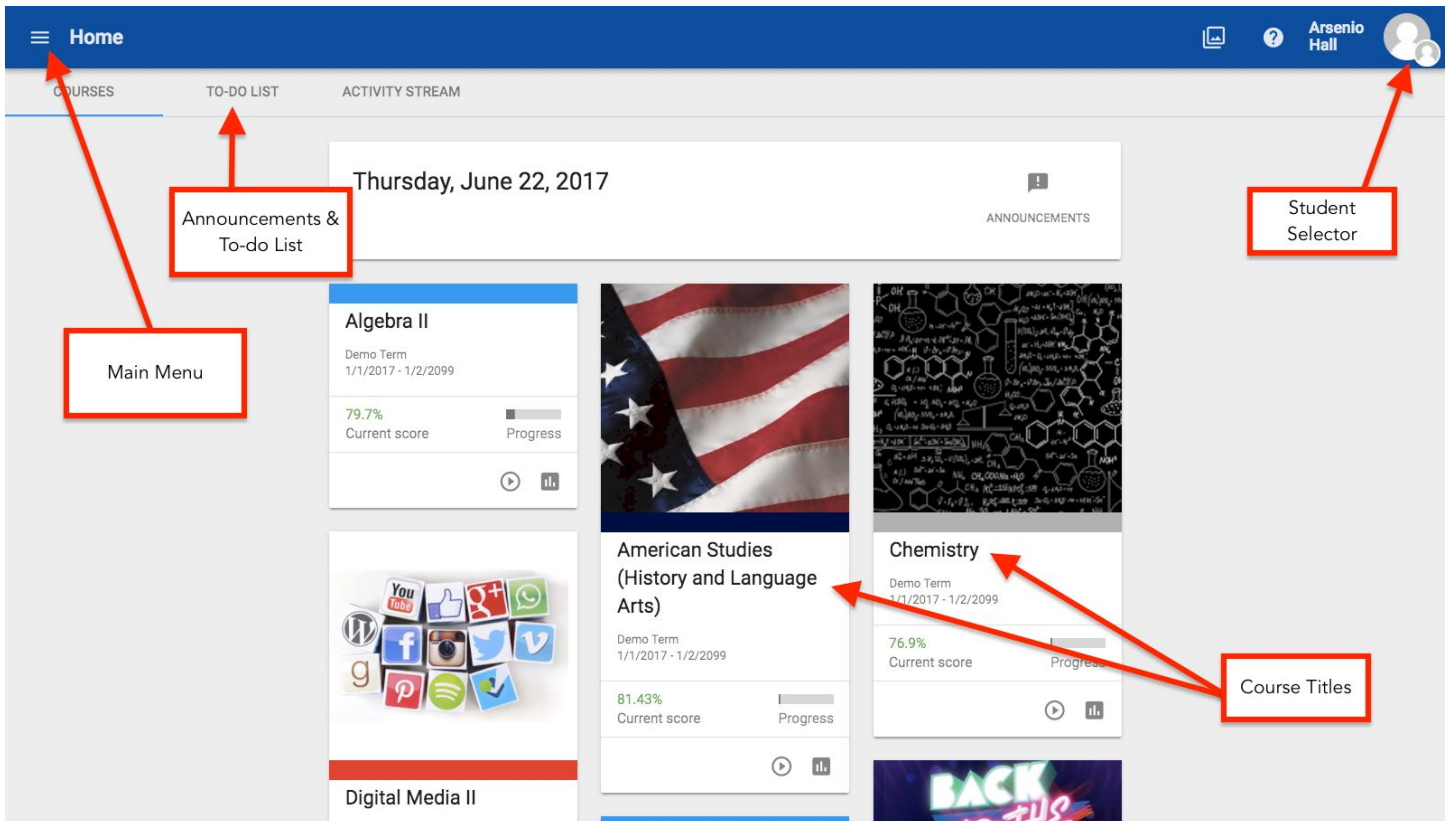 Home
Arsenio
Hall
COURSES
TO-DO LIST
ACTIVITY STREAM
Thursday, June 22, 2017
ANNOUNCEMENTS
Announcements &
To-do List
Student
Selector
Main Menu
Algebra II
Demo Term
1/1/2017 - 1/2/2099
79.7%
Current score
Progress
You
Tube
g+
f
g
Digital Media II
American Studies
(History and Language
Arts)
Demo Term
1/1/2017 - 1/2/2099
81.43%
Current score
Progress
Chemistry
Demo Term
1/1/2017 - 1/2/2099
76.9%
Current score
Progress
Course Titles
BACK